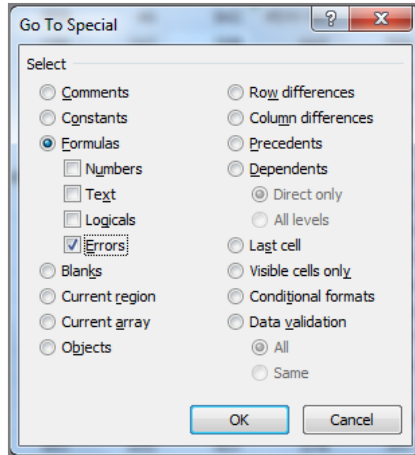 Go To Special
Select
Comments
Constants
Formulas
Numbers
Text
Logicals
Errors
Blanks
Current region
Current array
Objects
Row differences
Column differences
Precedents
Dependents
Direct only
All levels
Last cell
Visible cells only
Conditional formats
Data validation
All
Same
OK
Cancel